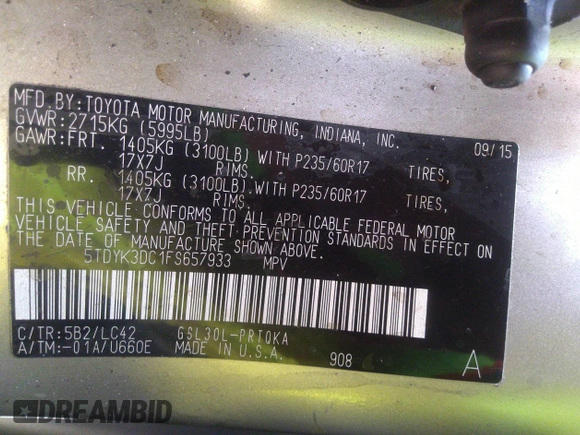 MFD.BY: TOYOTA MOTOR MANUFACTURING, INDIANA, INC. 09/15
GVWR: 2715KG (5995LB)
GAWR: FRT. 1405KG (3100LB) WITH P235/60R17 TIRES,
17X7J RIMS.
RR. 1405KG (3100LB). WITH P235/60R17 TIRES,
17X7J RIMS.
THIS VEHICLE CONFORMS TO ALL APPLICABLE FEDERAL MOTOR
VEHICLE SAFETY AND THEFT PREVENTION STANDARDS IN EFFECT ON
THE DATE OF MANUFACTURE SHOWN ABOVE.
5TDYK3DC1FS657933 MPV
C/TR: 5B2/LC42 GSL30L-PRTQKA
A/TM:-01A/U660E MADE IN U.S.A. 908 A
DREAMBID